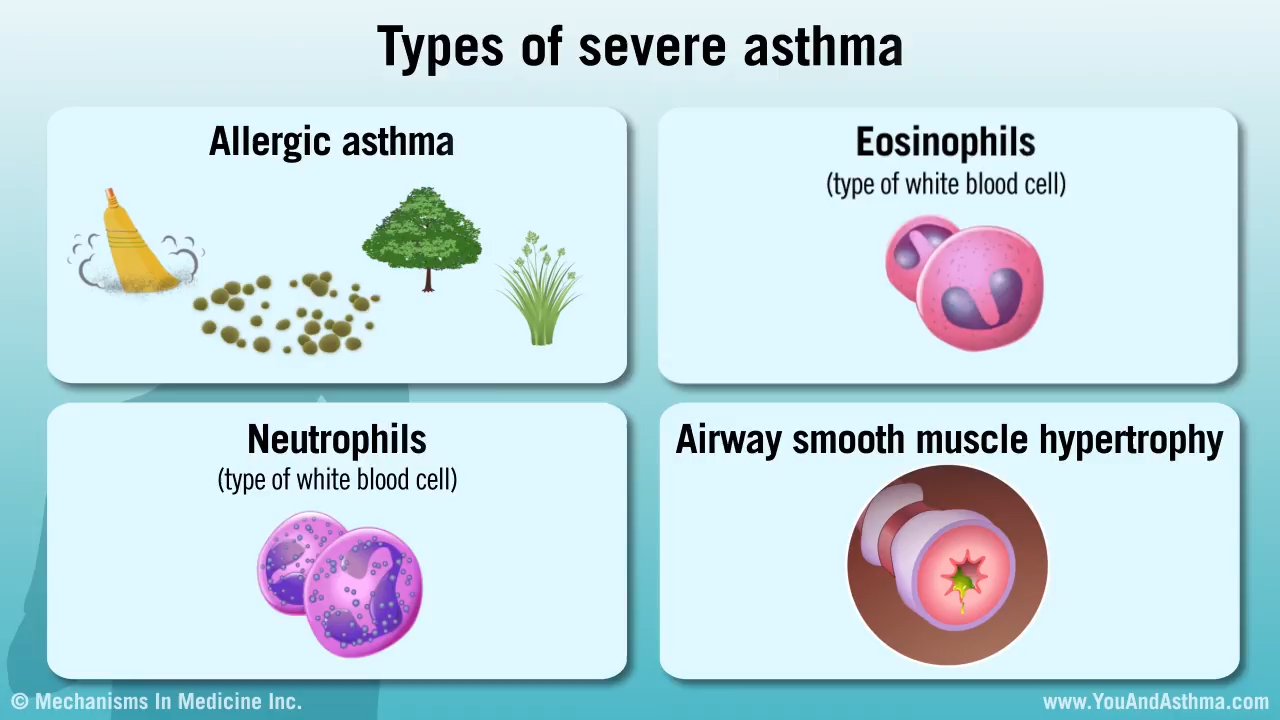 Types of severe asthma
Allergic asthma
Eosinophils
(type of white blood cell)
Neutrophils
(type of white blood cell)
Airway smooth muscle hypertrophy
© Mechanisms In Medicine Inc.
www.YouAndAsthma.com